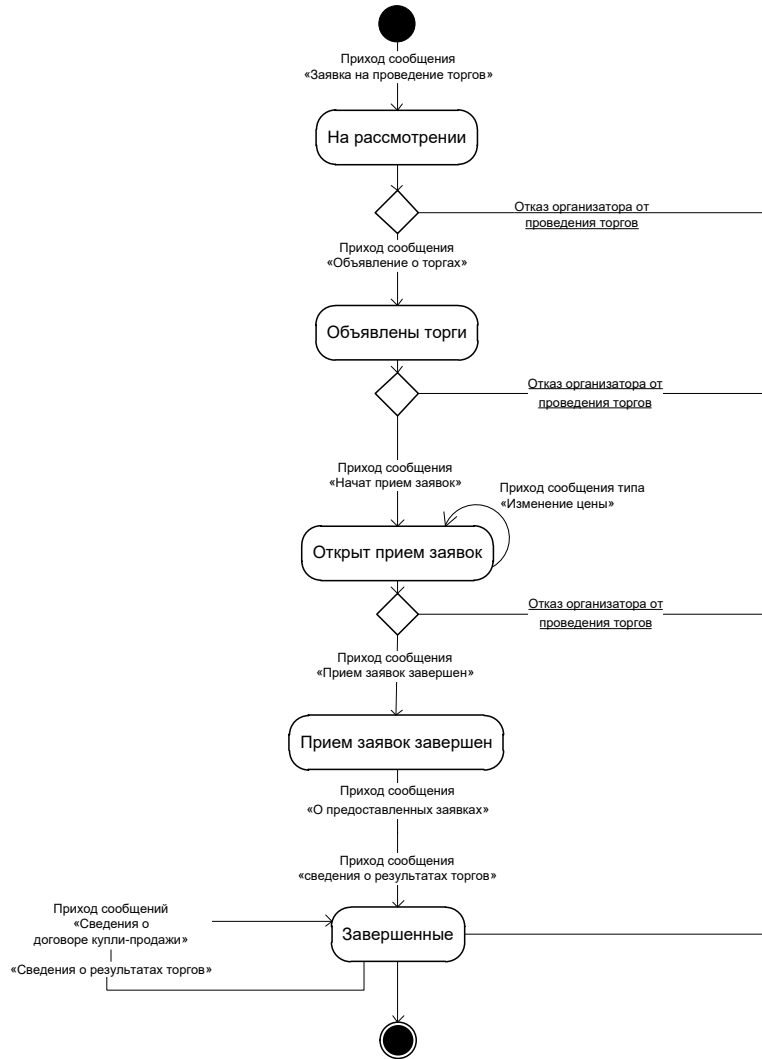 Приход сообщения
«Заявка на проведение торгов»
На рассмотрении
Отказ организатора от
проведения торгов
Приход сообщения
«Объявление о торгах»
Объявлены торги
Отказ организатора от
проведения торгов
Приход сообщения
«Начат прием заявок»
Приход сообщения типа
«Изменение цены»
Открыт прием заявок
Отказ организатора от
проведения торгов
Приход сообщения
«Прием заявок завершен»
Прием заявок завершен
Приход сообщения
«О предоставленных заявках»
Приход сообщения
«сведения о результатах торгов»
Приход сообщений
«Сведения о
договоре купли-продажи»
«Сведения о результатах торгов»
Завершенные